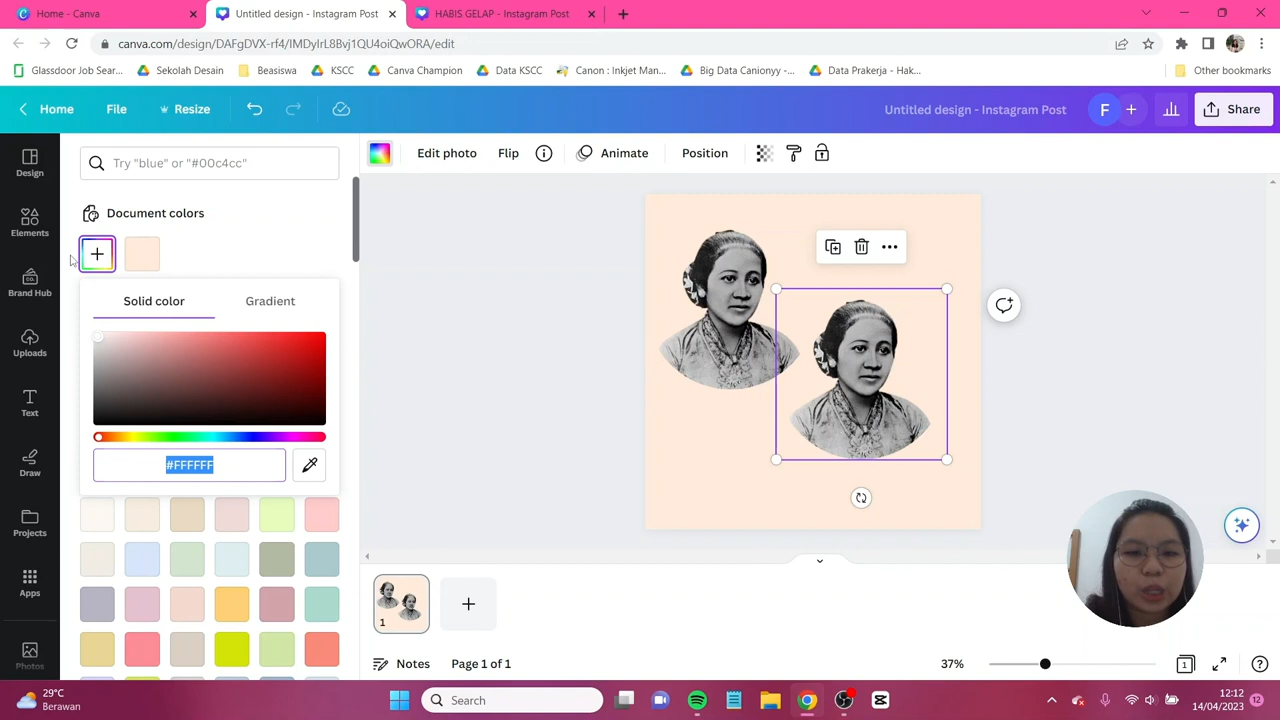 Home - Canva
Untitled design - Instagram Post
HABIS GELAP - Instagram Post
canva.com/design/DAFgDVX-rf4/IMDyIrL8Bvj1QU4oiQwORA/edit
Glassdoor Job Sear...
Sekolah Desain
Beasiswa
KSCC
Canva Champion
Data KSCC
Canon : Inkjet Man...
Big Data Canionyy -...
Data Prakerja - Hak...
Other bookmarks
Home
File
Resize
Untitled design - Instagram Post
F
Share
Design
Elements
Brand Hub
Uploads
Text
Draw
Projects
Apps
Photos
Try "blue" or "#00c4cc"
Document colors
Solid color
Gradient
#FFFFFF
Edit photo
Flip
Animate
Position
1
Notes
Page 1 of 1
37%
1
29°C
Berawan
Search
12:12
14/04/2023
12